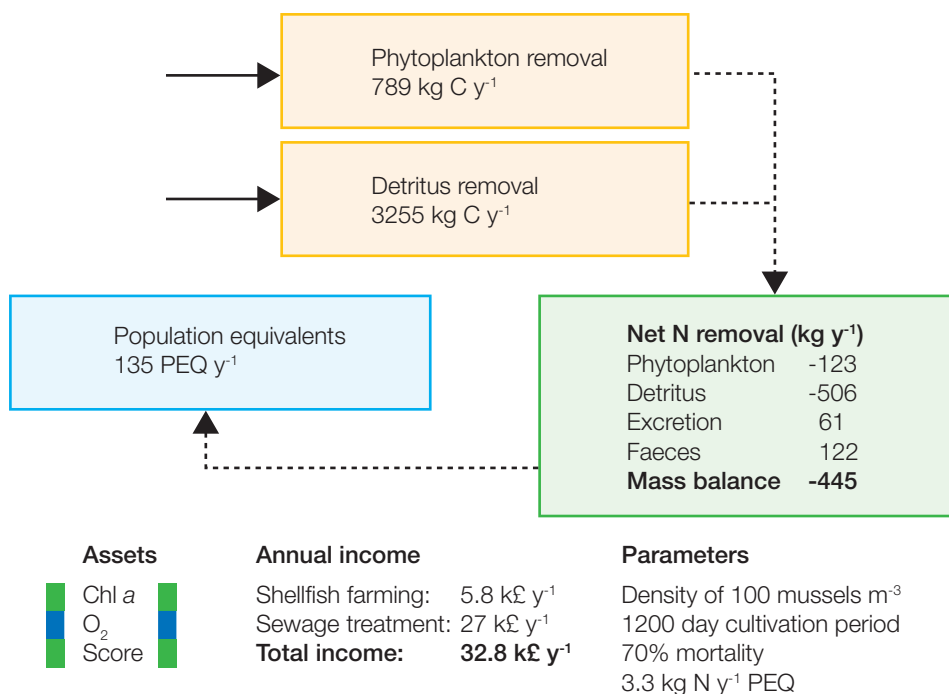 Phytoplankton removal
789 kg C y⁻¹
Detritus removal
3255 kg C y⁻¹
Population equivalents
135 PEQ y⁻¹
Net N removal (kg y⁻¹)
Phytoplankton -123
Detritus -506
Excretion 61
Faeces 122
Mass balance -445
Assets
Chl a
O₂
Score
Annual income
Shellfish farming: 5.8 k£ y⁻¹
Sewage treatment: 27 k£ y⁻¹
Total income: 32.8 k£ y⁻¹
Parameters
Density of 100 mussels m⁻³
1200 day cultivation period
70% mortality
3.3 kg N y⁻¹ PEQ